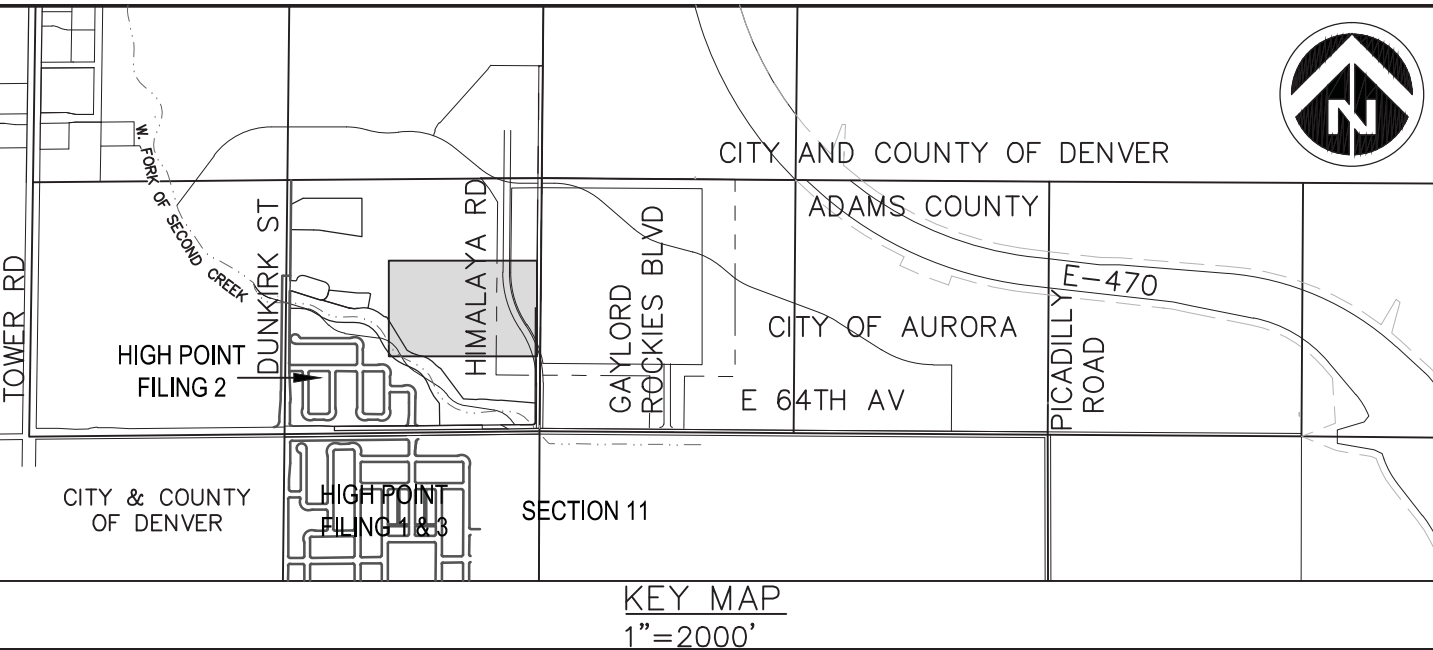 N
CITY AND COUNTY OF DENVER
ADAMS COUNTY
W. FORK OF SECOND CREEK
TOWER RD
DUNKIRK ST
HIMALAYA RD
GAYLORD
ROCKIES BLVD
E-470
PICADILLY
ROAD
CITY OF AURORA
HIGH POINT
FILING 2
E 64TH AV
CITY & COUNTY
OF DENVER
HIGH POINT
FILING 1 & 3
SECTION 11
KEY MAP
1”=2000’